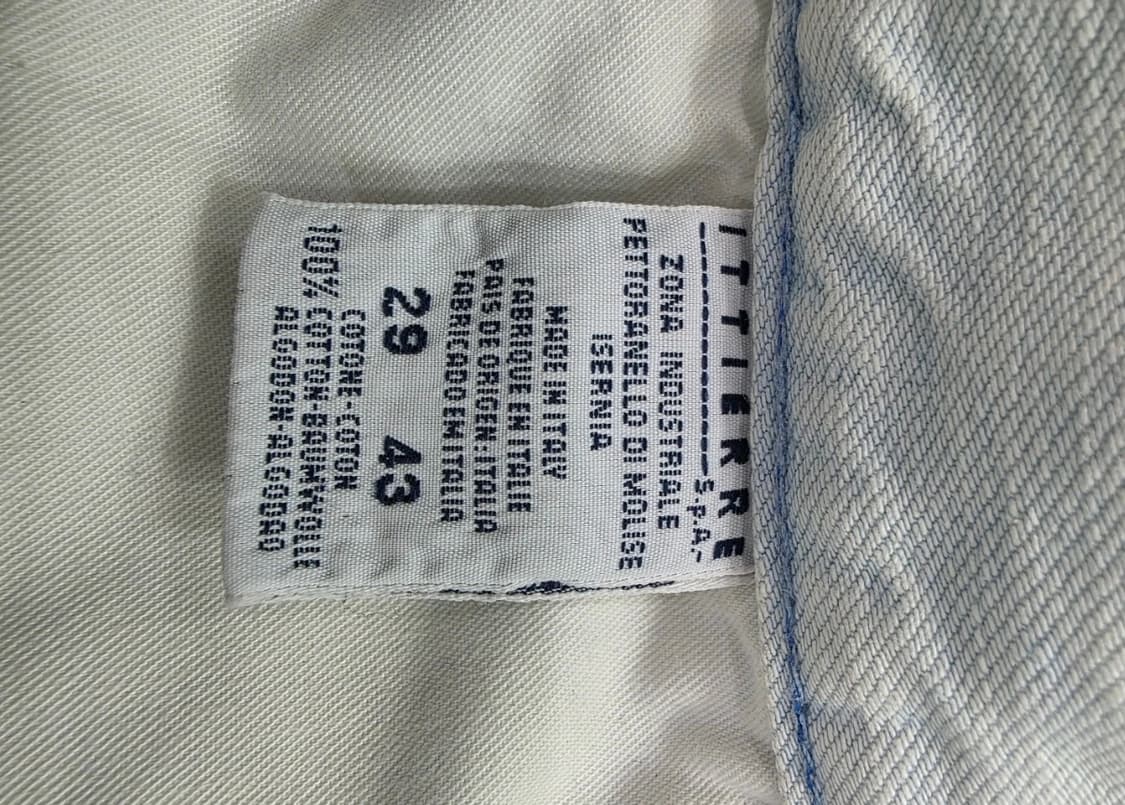 ITTIERRE
S.p.A.-
ZONA INDUSTRIALE
PETTORANELLO DI MOLISE
ISERNIA
MADE IN ITALY
FABRIQUE EN ITALIE
PAIS DE ORIGEN:ITALIA
FABRICADO EM ITALIA
29 43
COTONE-COTON
100% COTTON-BAUMWOLLE
ALGODON-ALGODAO